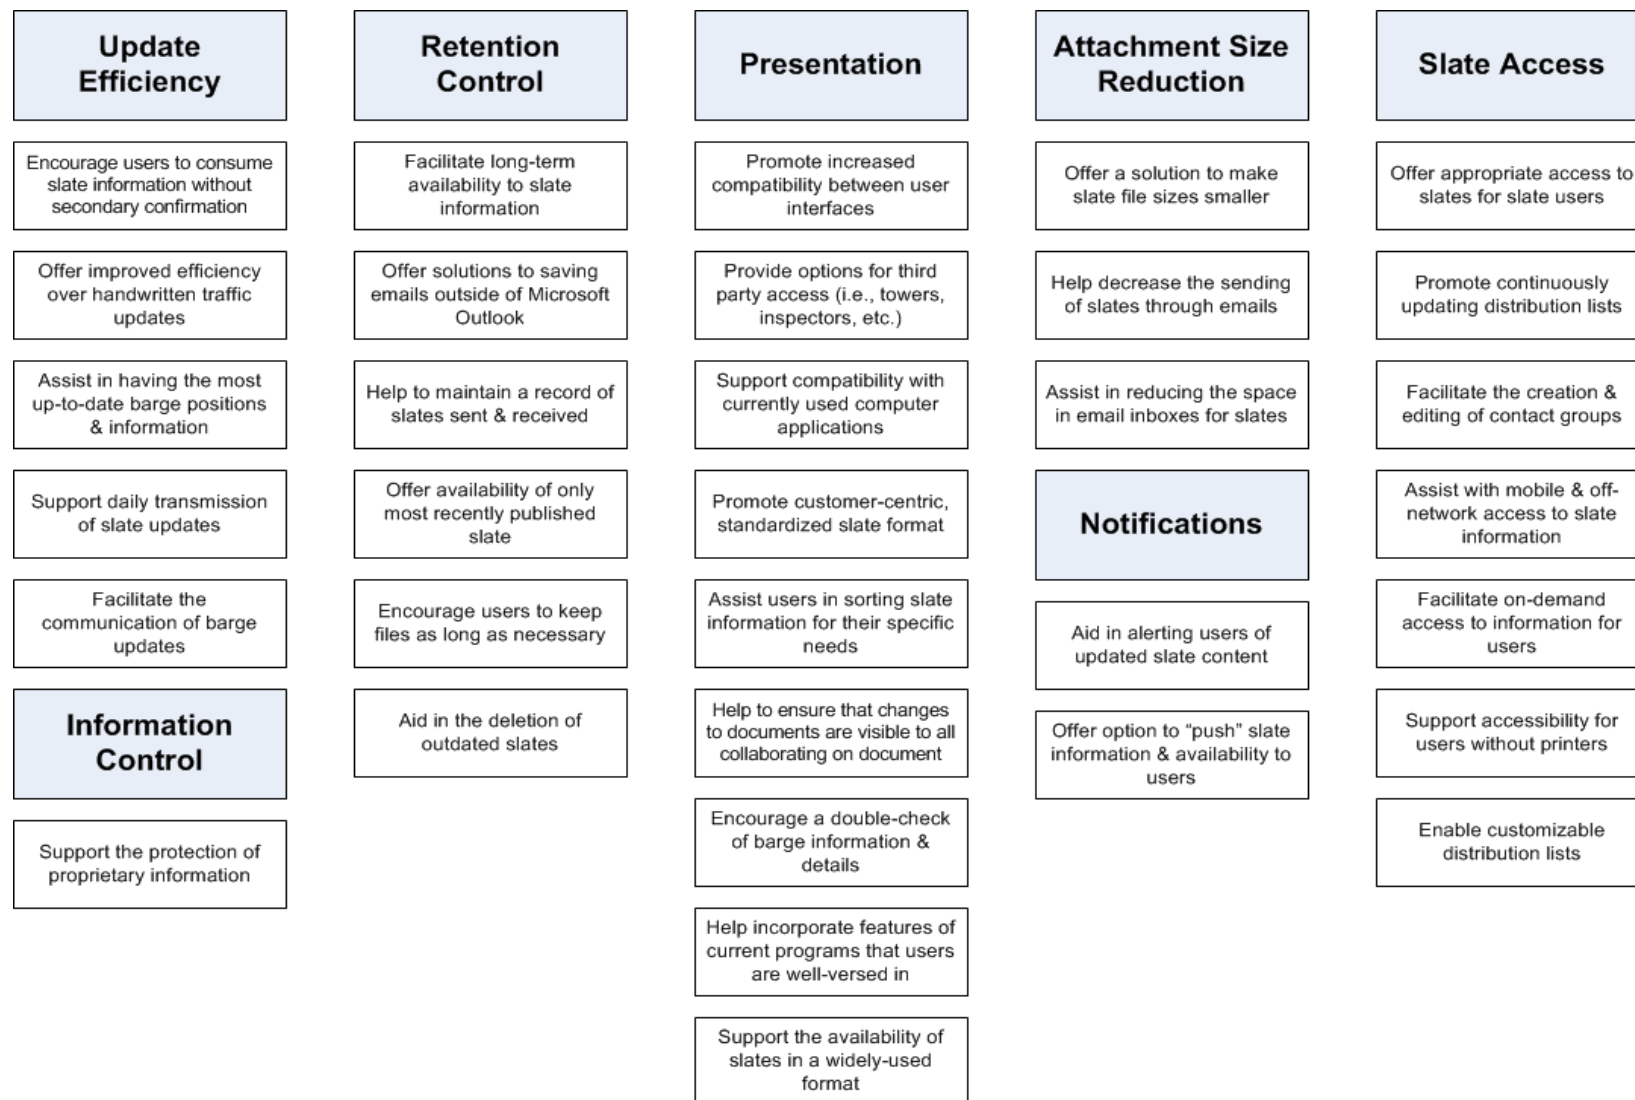 Update
Efficiency
Encourage users to consume
slate information without
secondary confirmation
Offer improved efficiency
over handwritten traffic
updates
Assist in having the most
up-to-date barge positions
& information
Support daily transmission
of slate updates
Facilitate the
communication of barge
updates
Information
Control
Support the protection of
proprietary information
Retention
Control
Facilitate long-term
availability to slate
information
Offer solutions to saving
emails outside of Microsoft
Outlook
Help to maintain a record of
slates sent & received
Offer availability of only
most recently published
slate
Encourage users to keep
files as long as necessary
Aid in the deletion of
outdated slates
Presentation
Promote increased
compatibility between user
interfaces
Provide options for third
party access (i.e., towers,
inspectors, etc.)
Support compatibility with
currently used computer
applications
Promote customer-centric,
standardized slate format
Assist users in sorting slate
information for their specific
needs
Help to ensure that changes
to documents are visible to all
collaborating on document
Encourage a double-check
of barge information &
details
Help incorporate features of
current programs that users
are well-versed in
Support the availability of
slates in a widely-used
format
Attachment Size
Reduction
Offer a solution to make
slate file sizes smaller
Help decrease the sending
of slates through emails
Assist in reducing the space
in email inboxes for slates
Notifications
Aid in alerting users of
updated slate content
Offer option to “push” slate
information & availability to
users
Slate Access
Offer appropriate access to
slates for slate users
Promote continuously
updating distribution lists
Facilitate the creation &
editing of contact groups
Assist with mobile & off-
network access to slate
information
Facilitate on-demand
access to information for
users
Support accessibility for
users without printers
Enable customizable
distribution lists